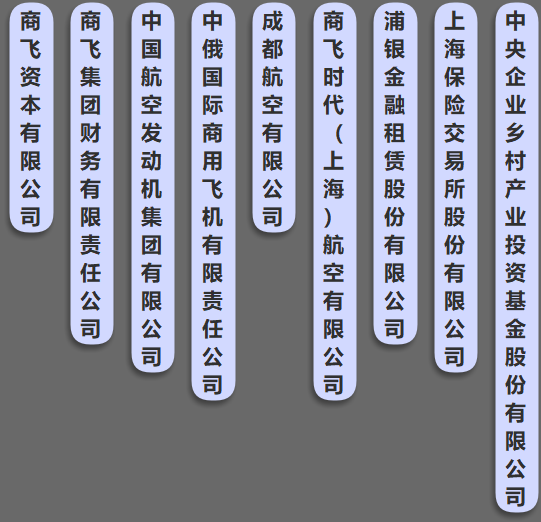 商飞资本有限公司
商飞集团财务有限责任公司
中国航空发动机集团有限公司
中俄国际商用飞机有限责任公司
成都航空有限公司
商飞时代（上海）航空有限公司
浦银金融租赁股份有限公司
上海保险交易所股份有限公司
中央企业乡村产业投资基金股份有限公司